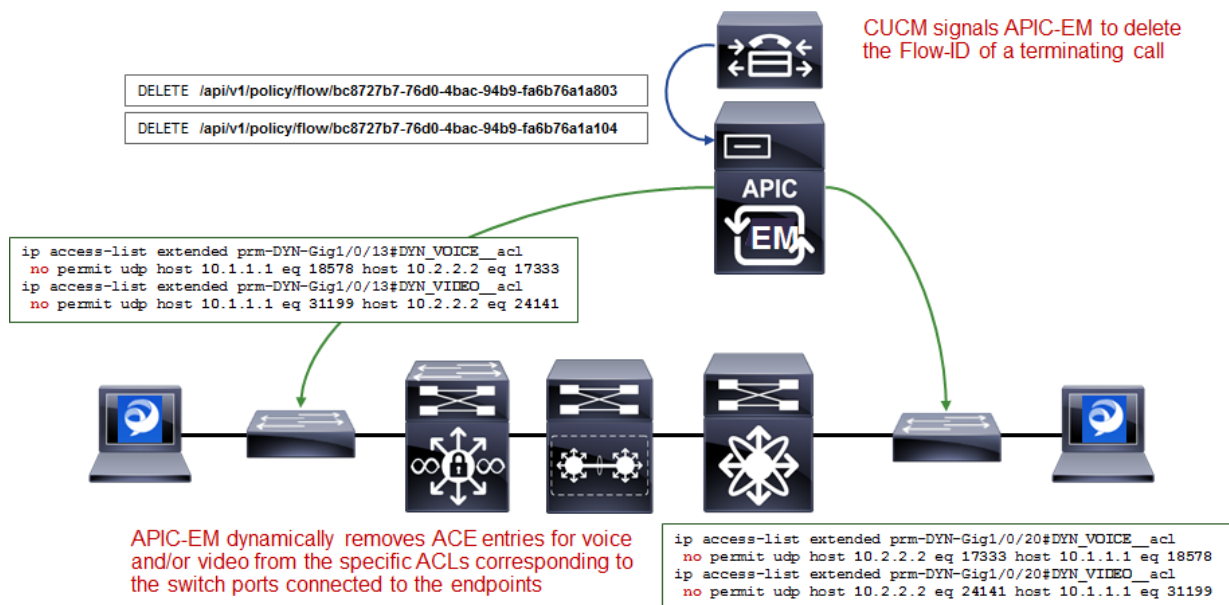 CUCM signals APIC-EM to delete
the Flow-ID of a terminating call
DELETE /api/v1/policy/flow/bc8727b7-76d0-4bac-94b9-fa6b76a1a803
DELETE /api/v1/policy/flow/bc8727b7-76d0-4bac-94b9-fa6b76a1a104
APIC
EM
ip access-list extended prm-DYN-Gig1/0/13#DYN_VOICE__acl
no permit udp host 10.1.1.1 eq 18578 host 10.2.2.2 eq 17333
ip access-list extended prm-DYN-Gig1/0/13#DYN_VIDEO__acl
no permit udp host 10.1.1.1 eq 31199 host 10.2.2.2 eq 24141
APIC-EM dynamically removes ACE entries for voice
and/or video from the specific ACLs corresponding to
the switch ports connected to the endpoints
ip access-list extended prm-DYN-Gig1/0/20#DYN_VOICE__acl
no permit udp host 10.2.2.2 eq 17333 host 10.1.1.1 eq 18578
ip access-list extended prm-DYN-Gig1/0/20#DYN_VIDEO__acl
no permit udp host 10.2.2.2 eq 24141 host 10.1.1.1 eq 31199